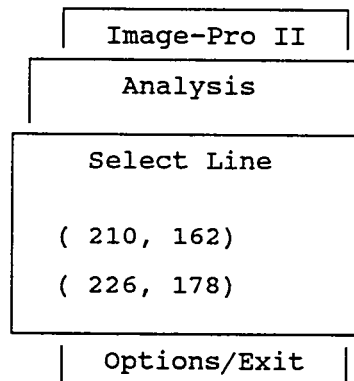 Image-Pro II
Analysis
Select Line
( 210, 162)
( 226, 178)
Options/Exit